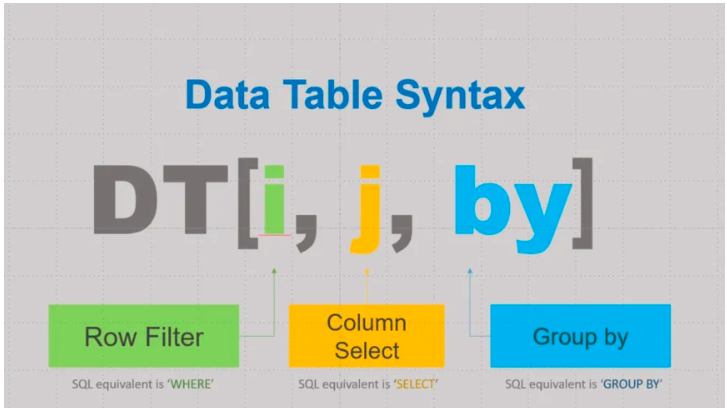 Data Table Syntax
DT[i, j, by]
Row Filter
Column
Select
Group by
SQL equivalent is ‘WHERE’
SQL equivalent is ‘SELECT’
SQL equivalent is ‘GROUP BY’